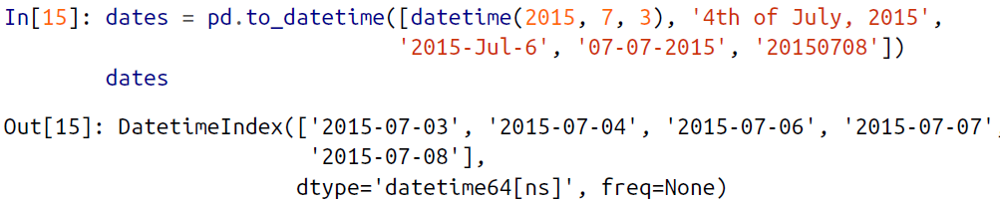 In[15]: dates = pd.to_datetime([datetime(2015, 7, 3), '4th of July, 2015',
'2015-Jul-6', '07-07-2015', '20150708'])
dates
Out[15]: DatetimeIndex(['2015-07-03', '2015-07-04', '2015-07-06', '2015-07-07',
'2015-07-08'],
dtype='datetime64[ns]', freq=None)